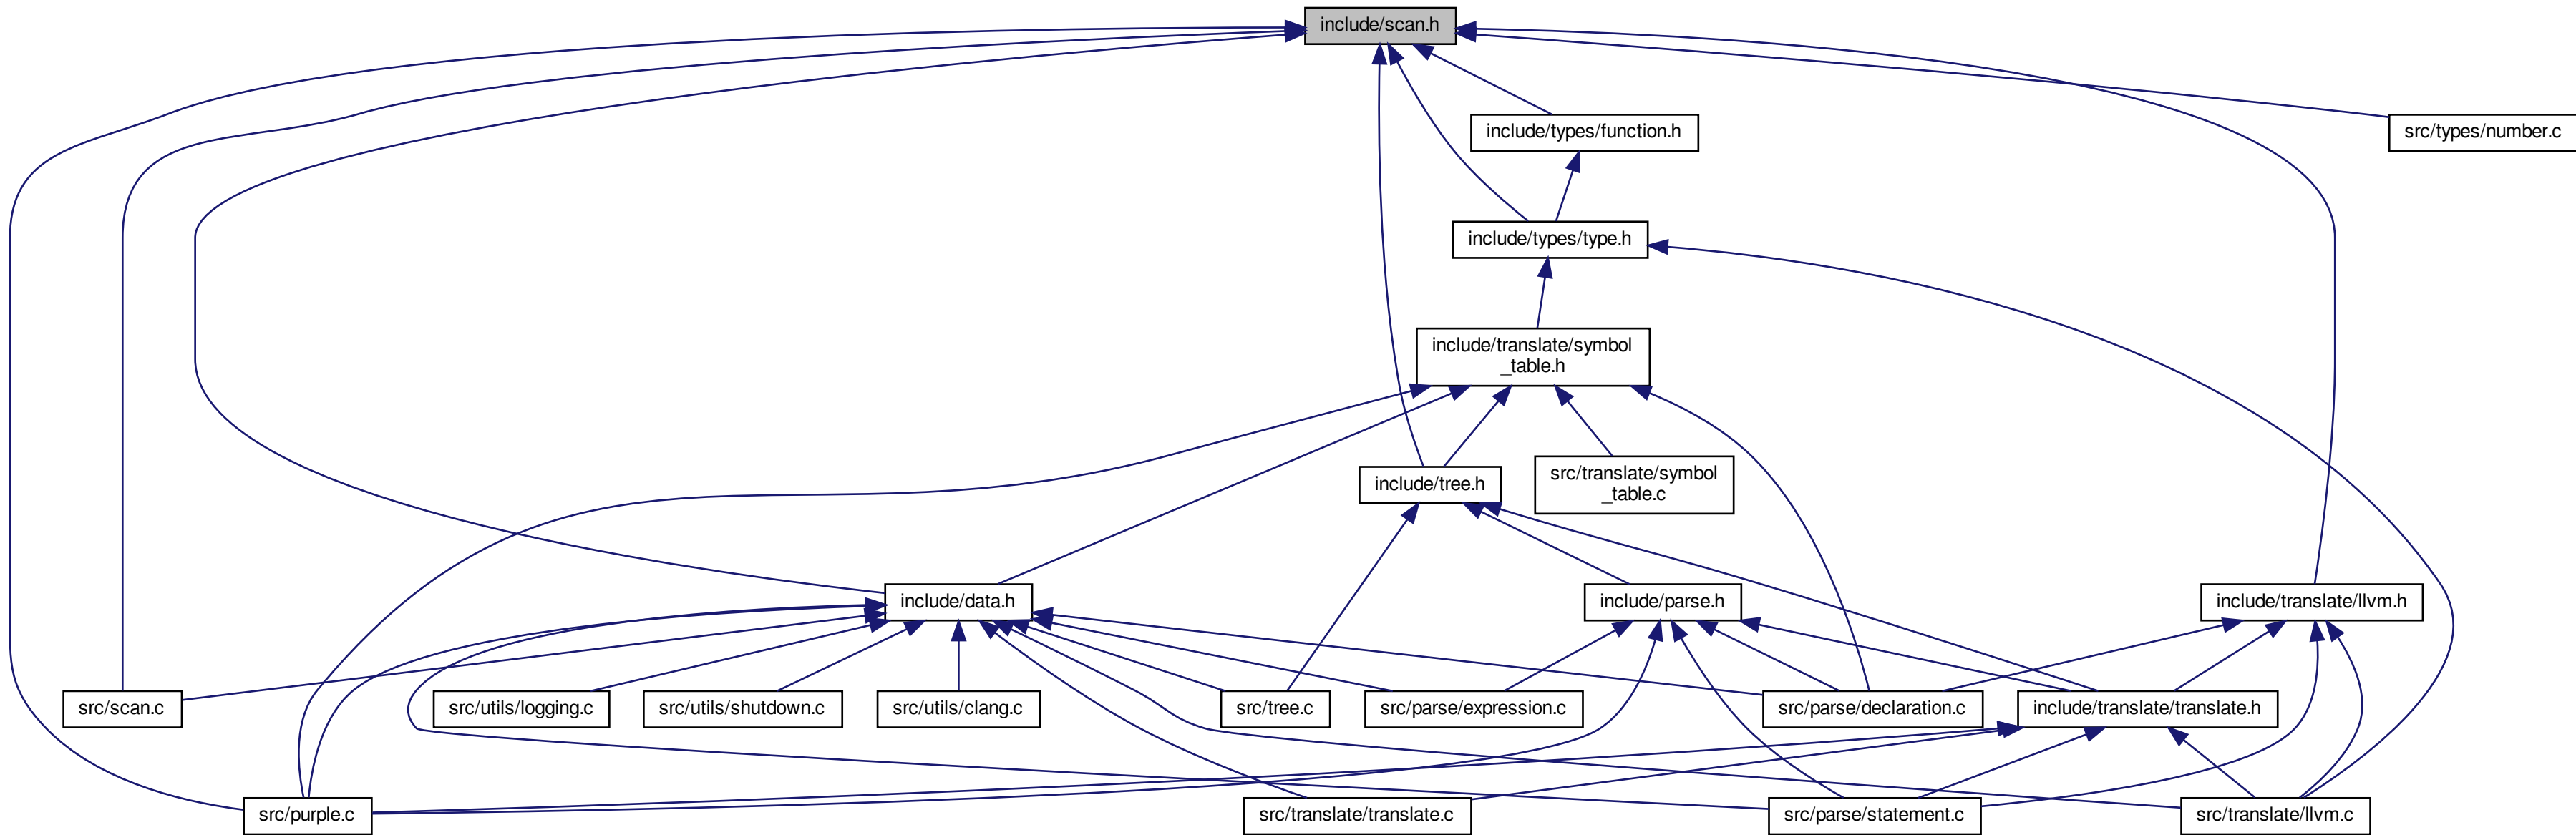 include/scan.h
include/types/function.h
src/types/number.c
include/types/type.h
include/translate/symbol
_table.h
include/tree.h
src/translate/symbol
_table.c
include/data.h
include/parse.h
include/translate/llvm.h
src/scan.c
src/utils/logging.c
src/utils/shutdown.c
src/utils/clang.c
src/tree.c
src/parse/expression.c
src/parse/declaration.c
include/translate/translate.h
src/purple.c
src/translate/translate.c
src/parse/statement.c
src/translate/llvm.c